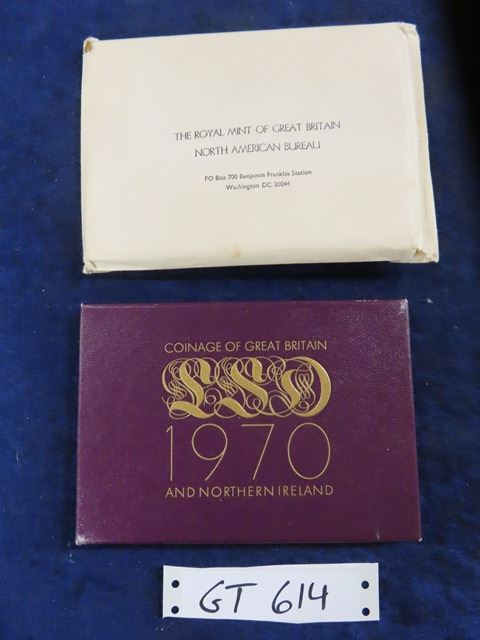 THE ROYAL MINT OF GREAT BRITAIN
NORTH AMERICAN BUREAU
PO Box 700 Benjamin Franklin Station
Washington DC 20044
COINAGE OF GREAT BRITAIN
LSD
1970
AND NORTHERN IRELAND
GT 614